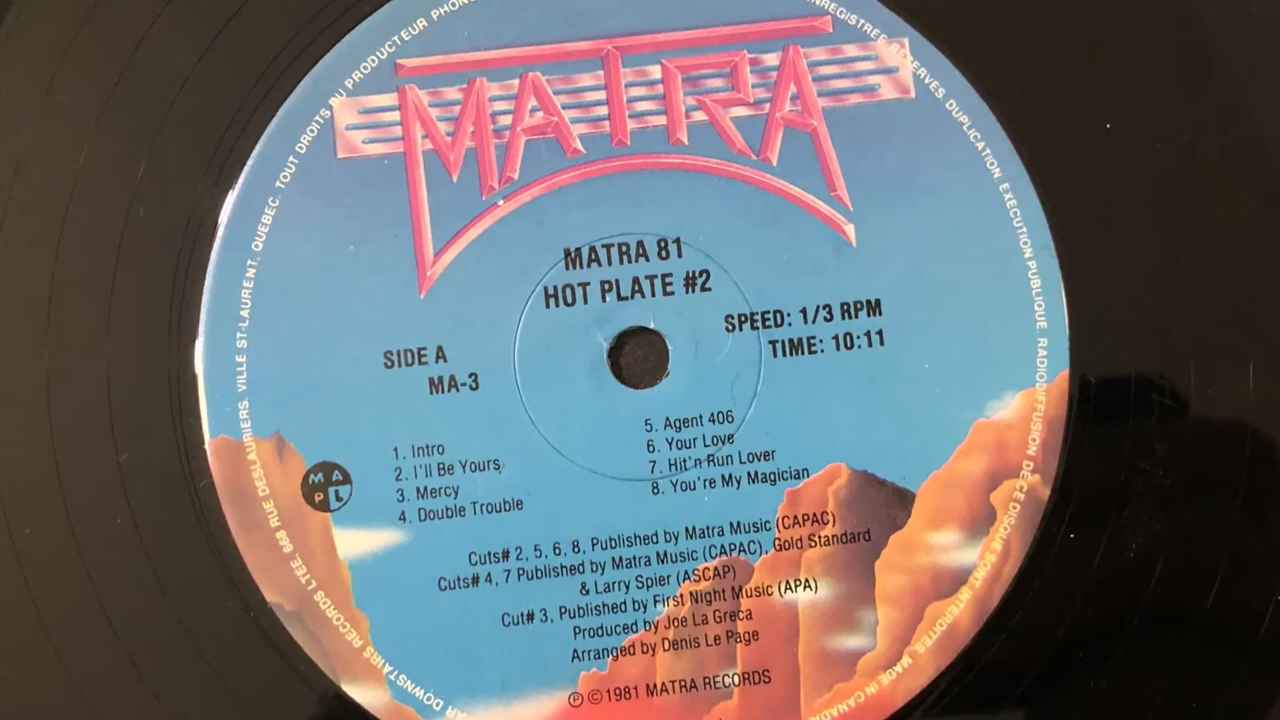 MATRA
MATRA 81
HOT PLATE #2
SPEED: 1/3 RPM
TIME: 10:11
SIDE A
MA-3
1. Intro
2. I'll Be Yours
3. Mercy
4. Double Trouble
5. Agent 406
6. Your Love
7. Hit'n Run Lover
8. You're My Magician
M A
P L
Cuts# 2, 5, 6, 8, Published by Matra Music (CAPAC)
Cuts# 4, 7 Published by Matra Music (CAPAC), Gold Standard
& Larry Spier (ASCAP)
Cut# 3, Published by First Night Music (APA)
Produced by Joe La Greca
Arranged by Denis Le Page
Ⓟ ©1981 MATRA RECORDS
DOWNSTAIRS RECORDS LTEE, 668 RUE DESLAURIERS, VILLE ST-LAURENT, QUEBEC. TOUT DROITS DU PRODUCTEUR
RESERVES. DUPLICATION EXECUTION PUBLIQUE. RADIODIFFUSION DE CE DISQUE SONT INTERDITES. MADE IN CANADA